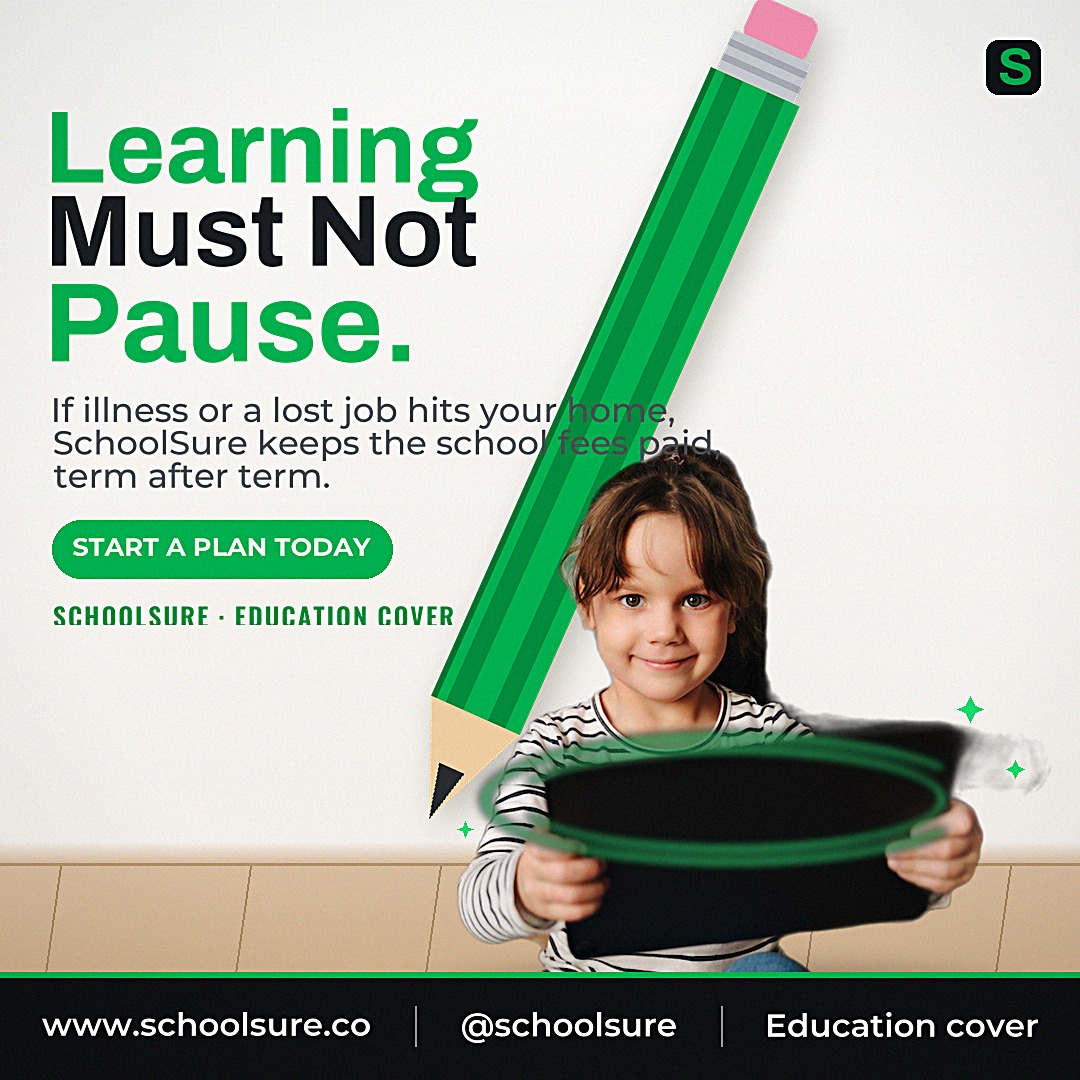 S
Learning
Must Not
Pause.
If illness or a lost job hits your home,
SchoolSure keeps the school fees paid,
term after term.
START A PLAN TODAY
SCHOOLSURE · EDUCATION COVER
www.schoolsure.co
@schoolsure
Education cover